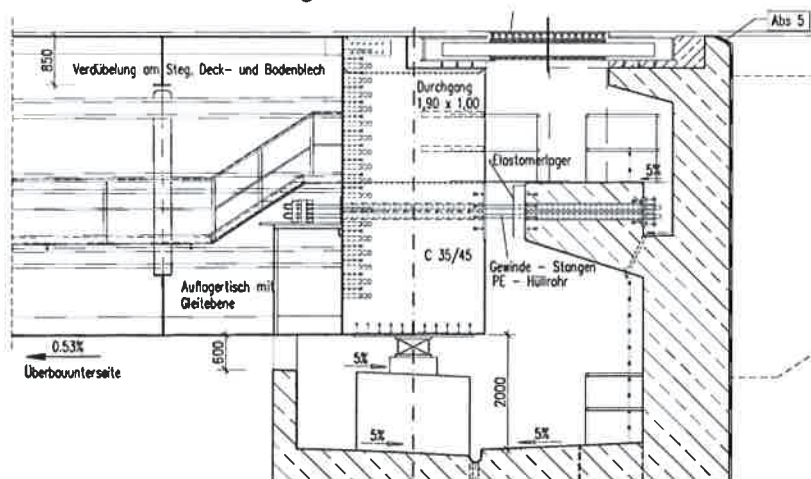 Abs 5
850
Verdübelung am Steg, Deck- und Bodenblech
Durchgang
1,90 x 1,00
Elastomerlager
5%
C 35/45
Gewinde - Stangen
PE - Hüllrohr
Auflagertisch mit
Gleitebene
0.53%
Überbauunterseite
600
5%
2000
5%
5%